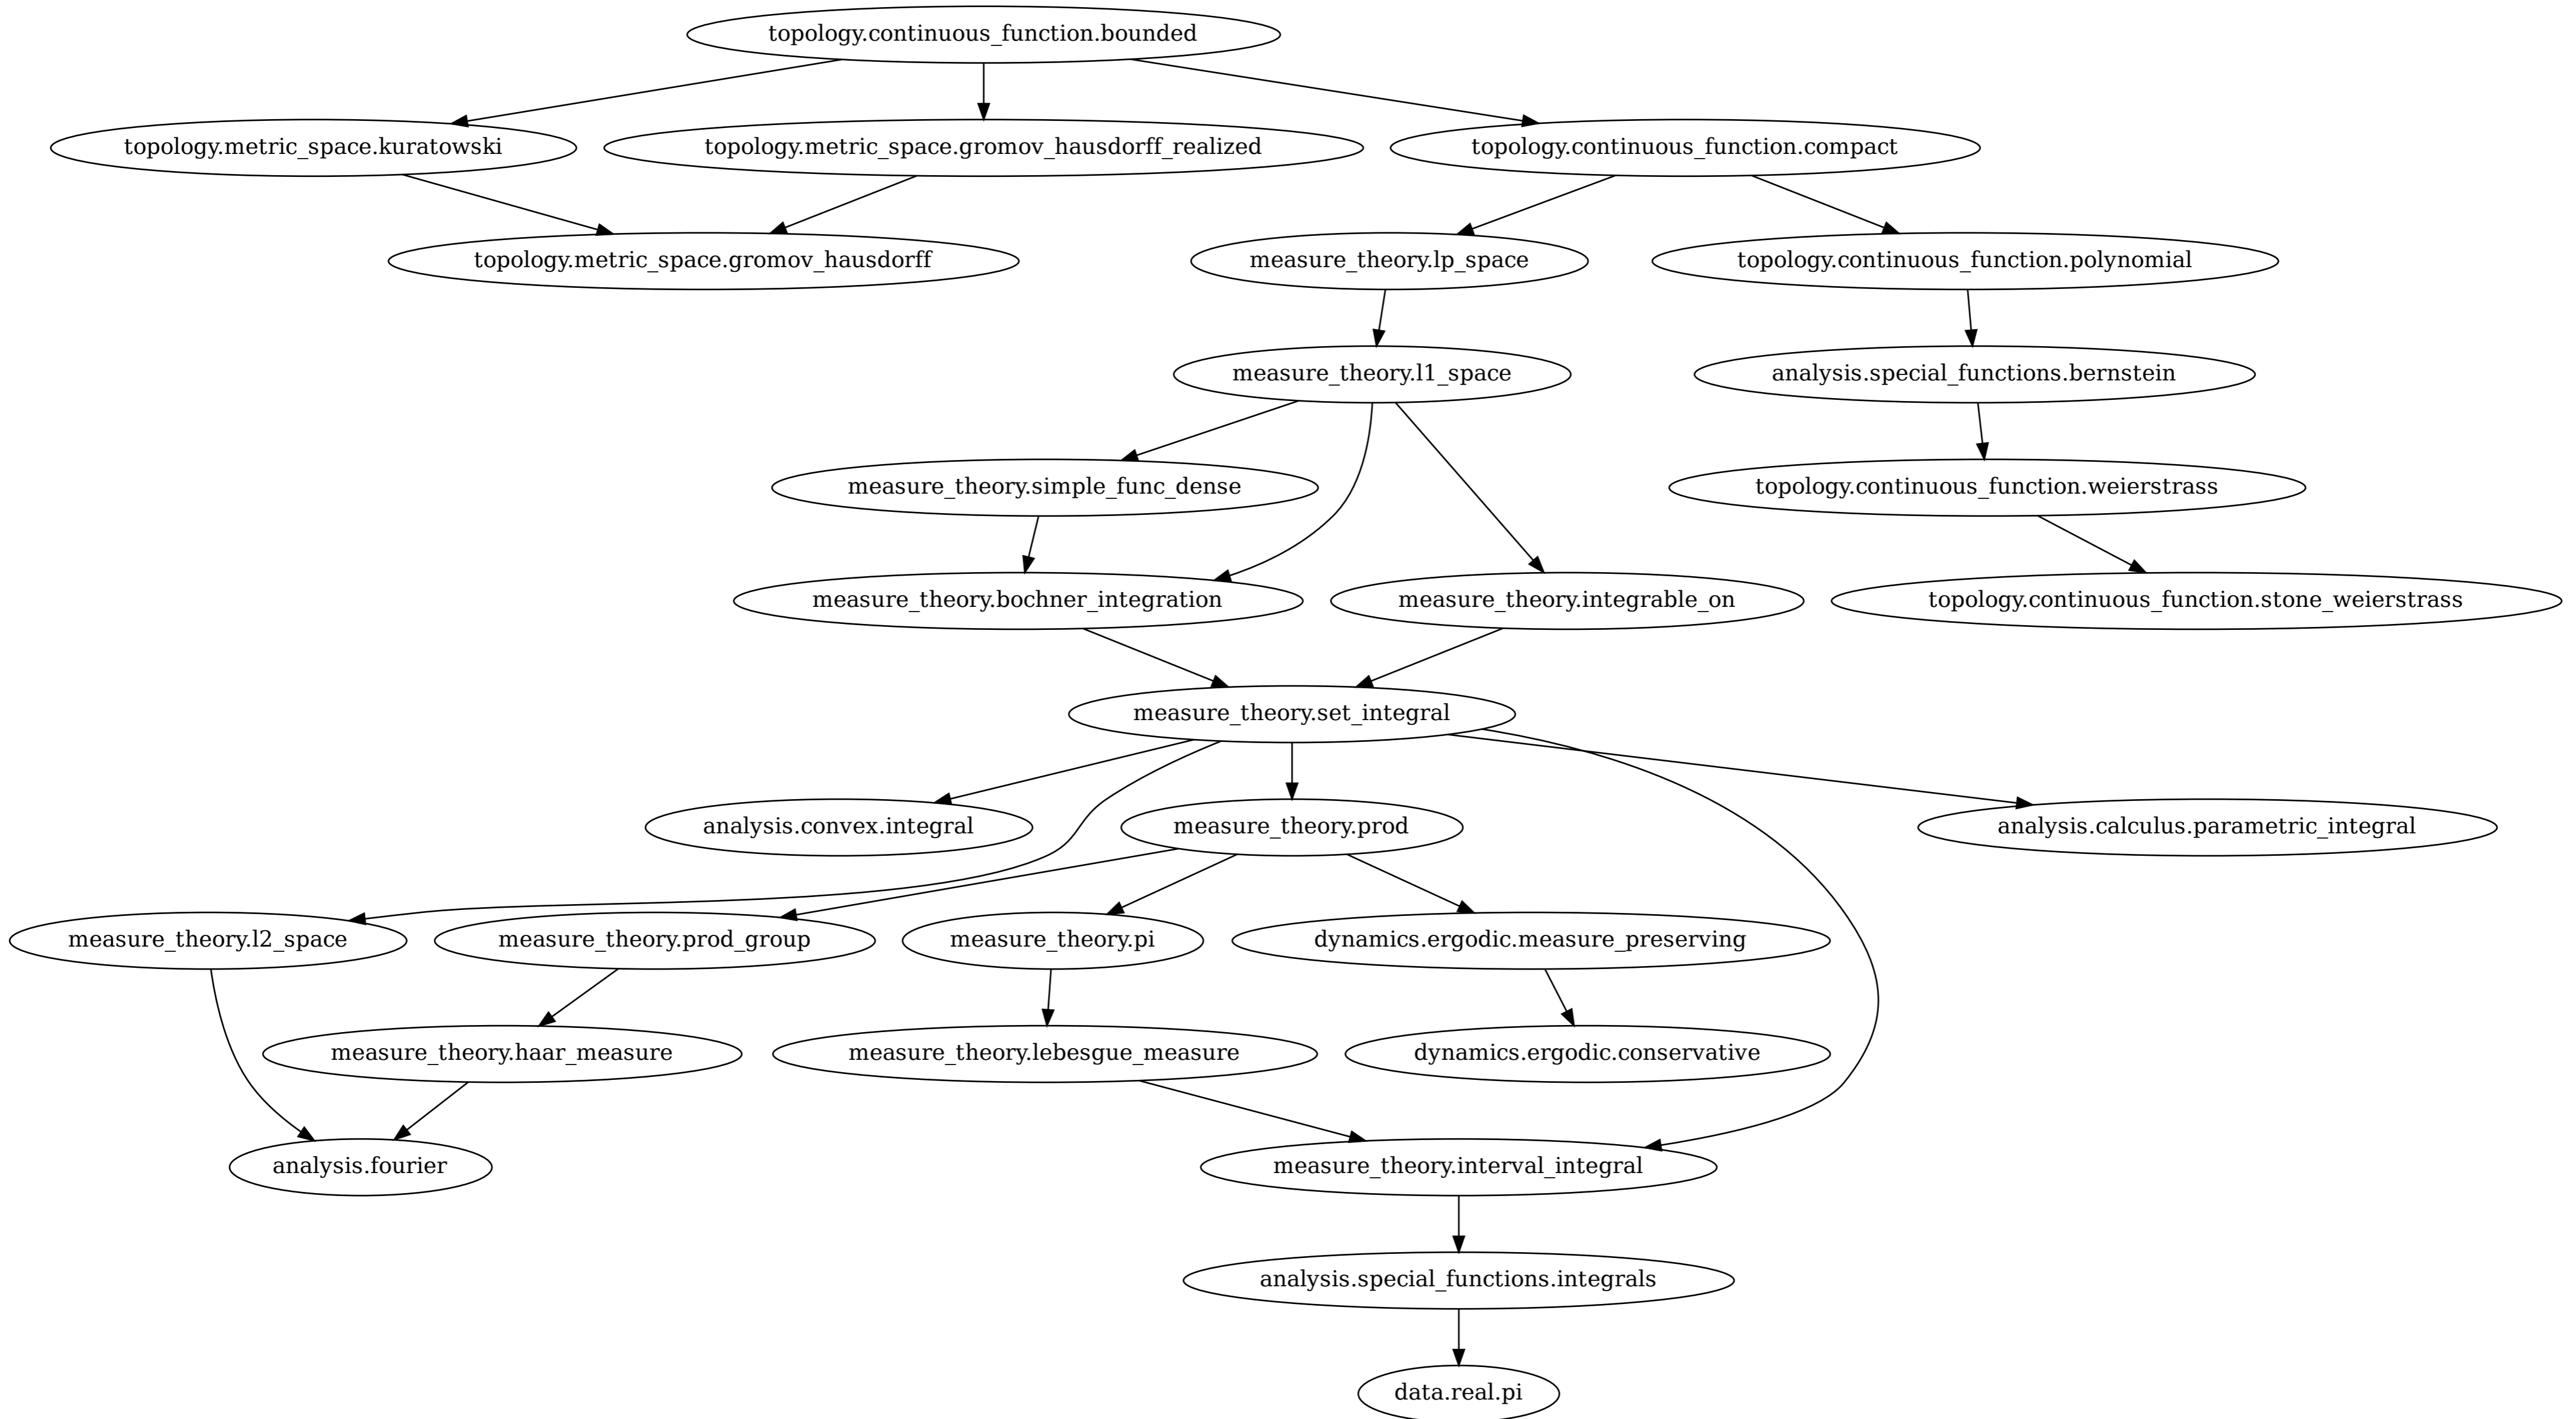 topology.continuous_function.bounded
topology.metric_space.kuratowski
topology.metric_space.gromov_hausdorff_realized
topology.continuous_function.compact
topology.metric_space.gromov_hausdorff
measure_theory.lp_space
topology.continuous_function.polynomial
measure_theory.l1_space
analysis.special_functions.bernstein
measure_theory.simple_func_dense
topology.continuous_function.weierstrass
measure_theory.bochner_integration
measure_theory.integrable_on
topology.continuous_function.stone_weierstrass
measure_theory.set_integral
analysis.convex.integral
measure_theory.prod
analysis.calculus.parametric_integral
measure_theory.l2_space
measure_theory.prod_group
measure_theory.pi
dynamics.ergodic.measure_preserving
measure_theory.haar_measure
measure_theory.lebesgue_measure
dynamics.ergodic.conservative
analysis.fourier
measure_theory.interval_integral
analysis.special_functions.integrals
data.real.pi